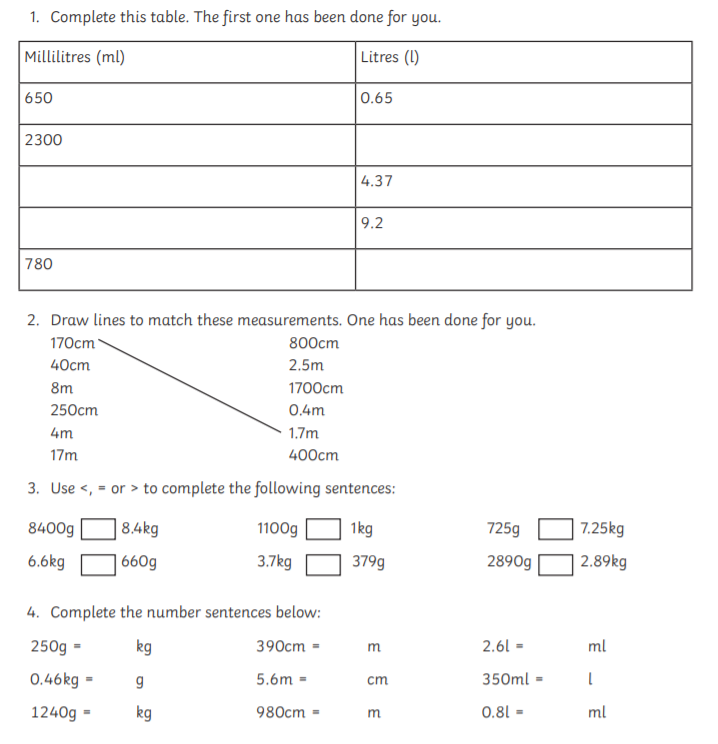 1. Complete this table. The first one has been done for you.
Millilitres (ml) Litres (l)
650 0.65
2300
4.37
9.2
780
2. Draw lines to match these measurements. One has been done for you.
170cm 800cm
40cm 2.5m
8m 1700cm
250cm 0.4m
4m 1.7m
17m 400cm
3. Use <, = or > to complete the following sentences:
8400g 8.4kg 1100g 1kg 725g 7.25kg
6.6kg 660g 3.7kg 379g 2890g 2.89kg
4. Complete the number sentences below:
250g = kg 390cm = m 2.6l = ml
0.46kg = g 5.6m = cm 350ml = l
1240g = kg 980cm = m 0.8l = ml